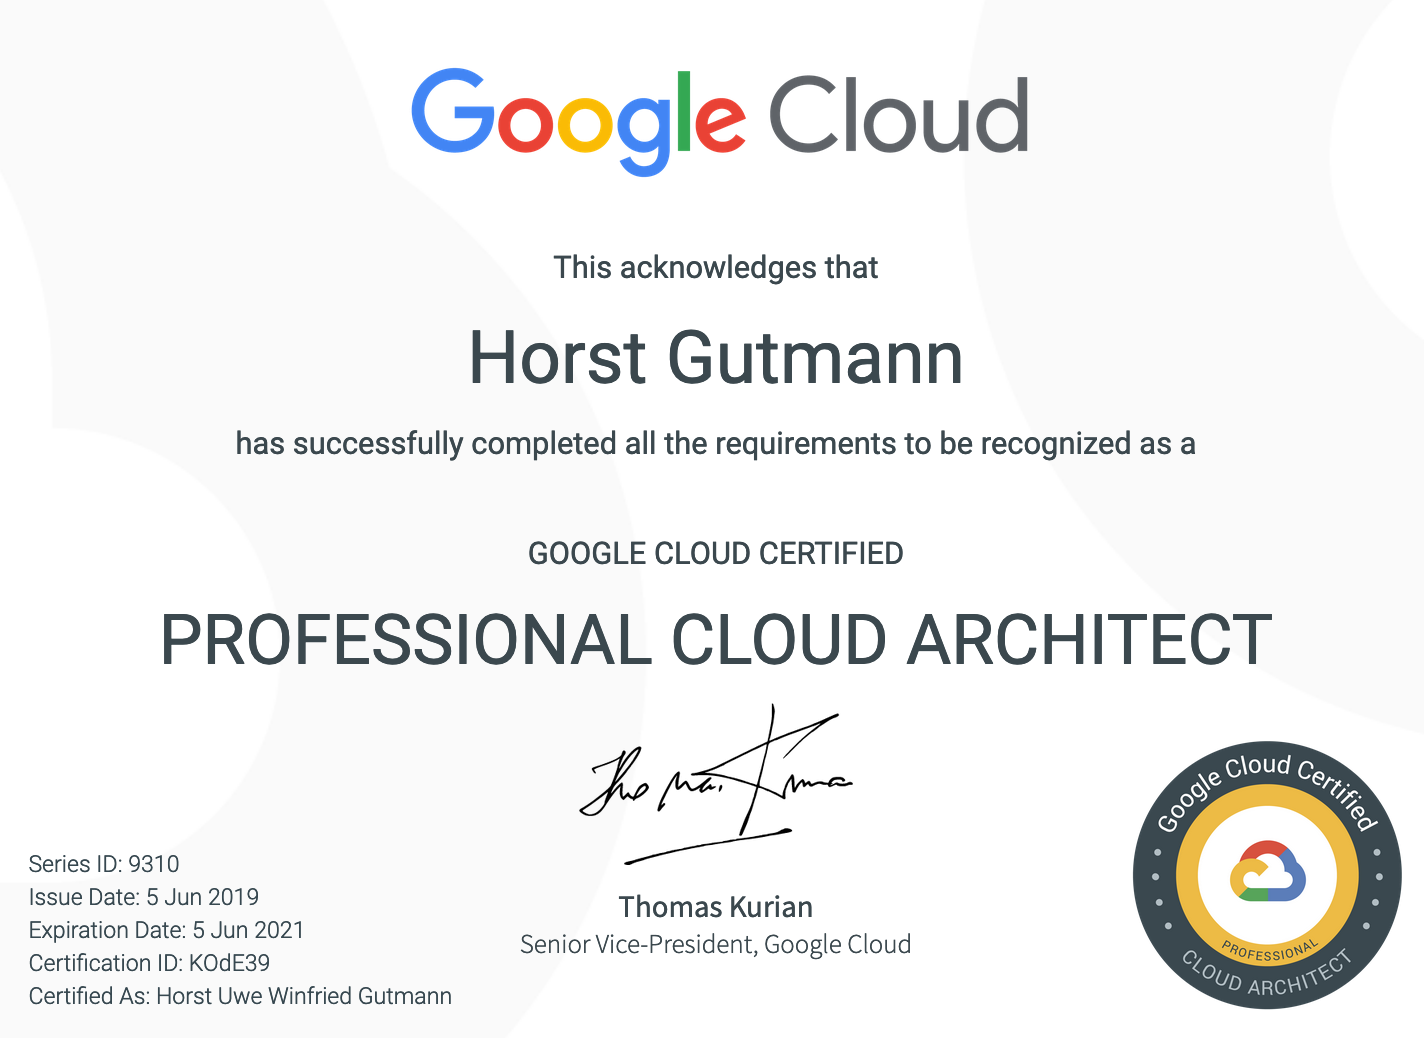 Google Cloud
This acknowledges that
Horst Gutmann
has successfully completed all the requirements to be recognized as a
GOOGLE CLOUD CERTIFIED
PROFESSIONAL CLOUD ARCHITECT
Thomas Kurian
Thomas Kurian
Senior Vice-President, Google Cloud
Series ID: 9310
Issue Date: 5 Jun 2019
Expiration Date: 5 Jun 2021
Certification ID: KOdE39
Certified As: Horst Uwe Winfried Gutmann
Google Cloud Certified
PROFESSIONAL
CLOUD ARCHITECT